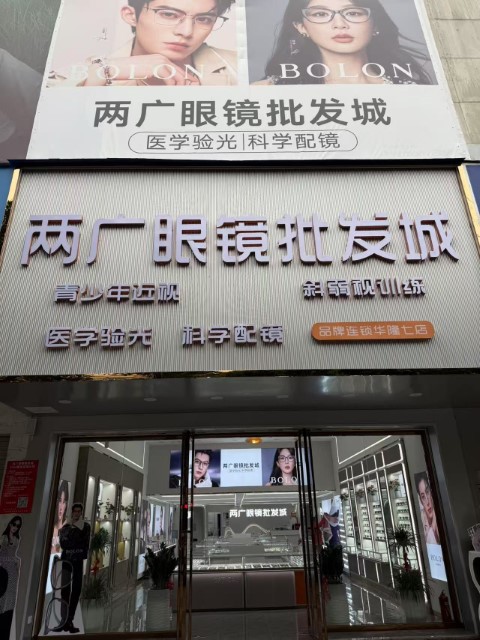 BOLON BOLON
两广眼镜批发城
医学验光|科学配镜
两广眼镜批发城
青少年近视 斜弱视训练
医学验光 科学配镜 品牌连锁华隆七店
两广眼镜批发城
BOLON
两广眼镜批发城